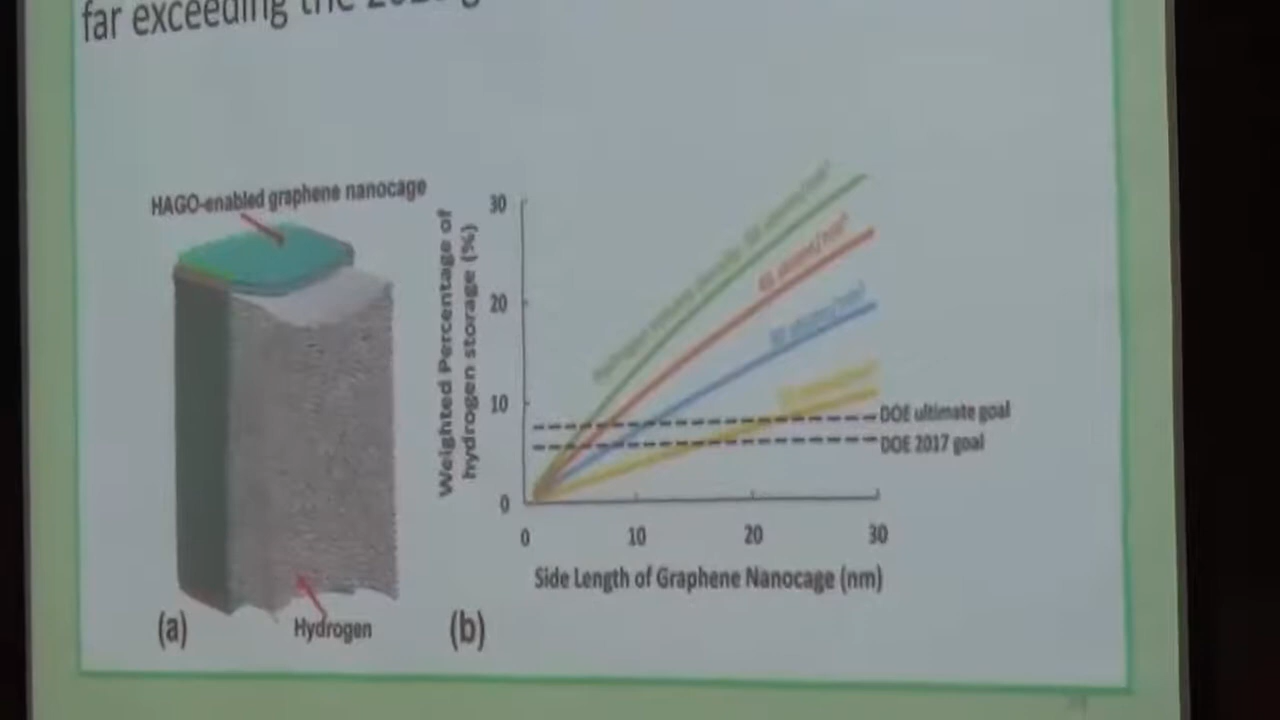 far exceeding the
HAGO-enabled graphene nanocage
Hydrogen
(a)
Weighted Percentage of
hydrogen storage (%)
30
20
10
0
0 10 20 30
Side Length of Graphene Nanocage (nm)
DOE ultimate goal
DOE 2017 goal
(b)